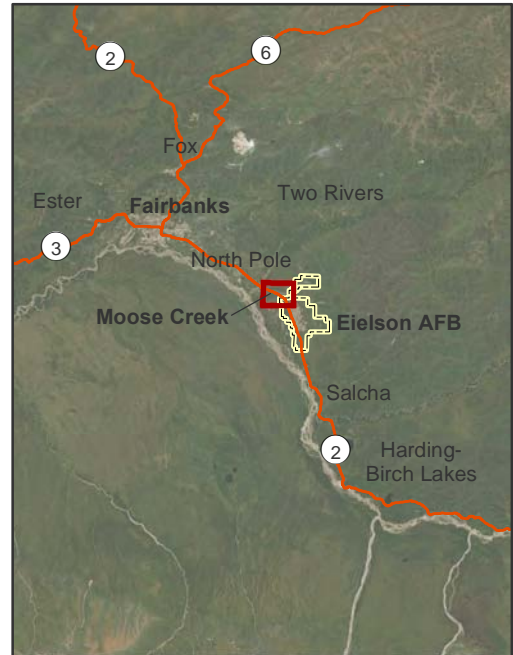 2
6
Fox
Ester
Two Rivers
Fairbanks
3
North Pole
Moose Creek
Eielson AFB
Salcha
2
Harding-
Birch Lakes